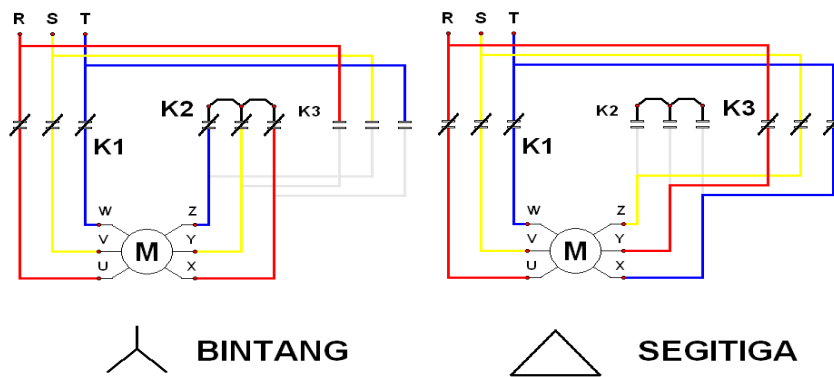 R S T
K2
K3
K1
W
Z
V
M
Y
U
X
BINTANG
R S T
K2
K3
K1
W
Z
V
M
Y
U
X
SEGITIGA